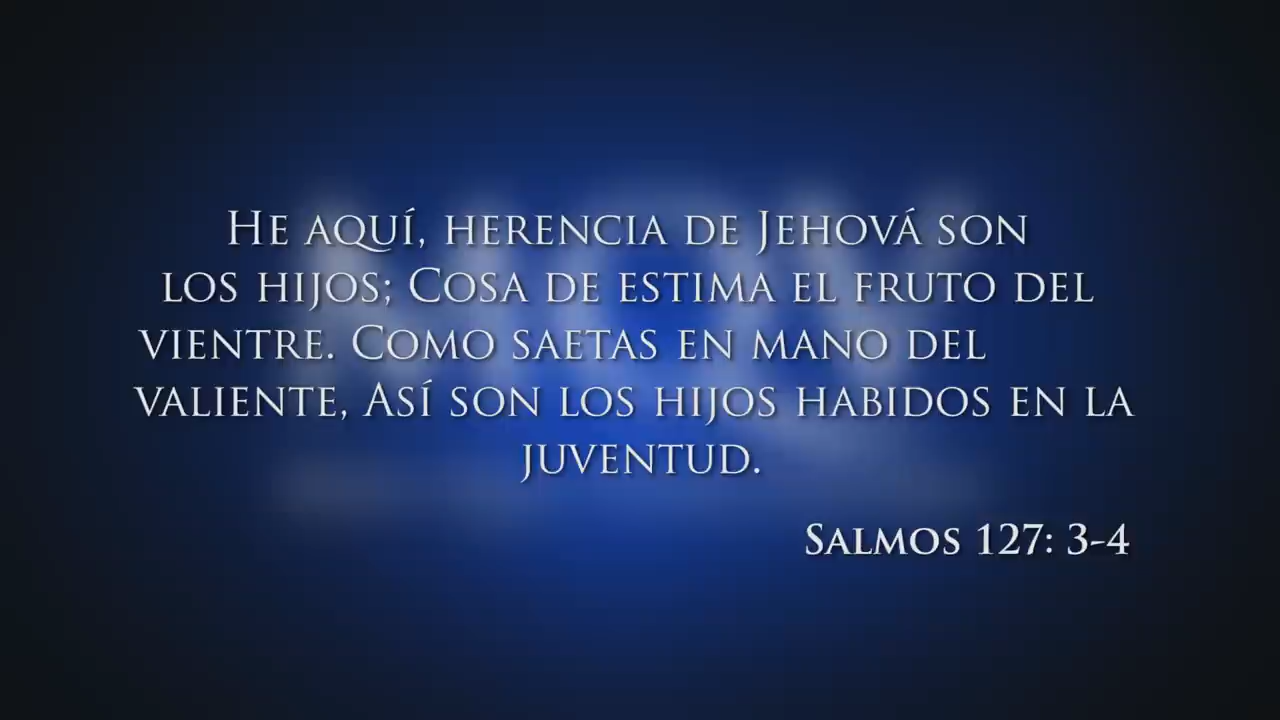 He aquí, herencia de Jehová son
los hijos; Cosa de estima el fruto del
vientre. Como saetas en mano del
valiente, Así son los hijos habidos en la
juventud.
Salmos 127: 3-4